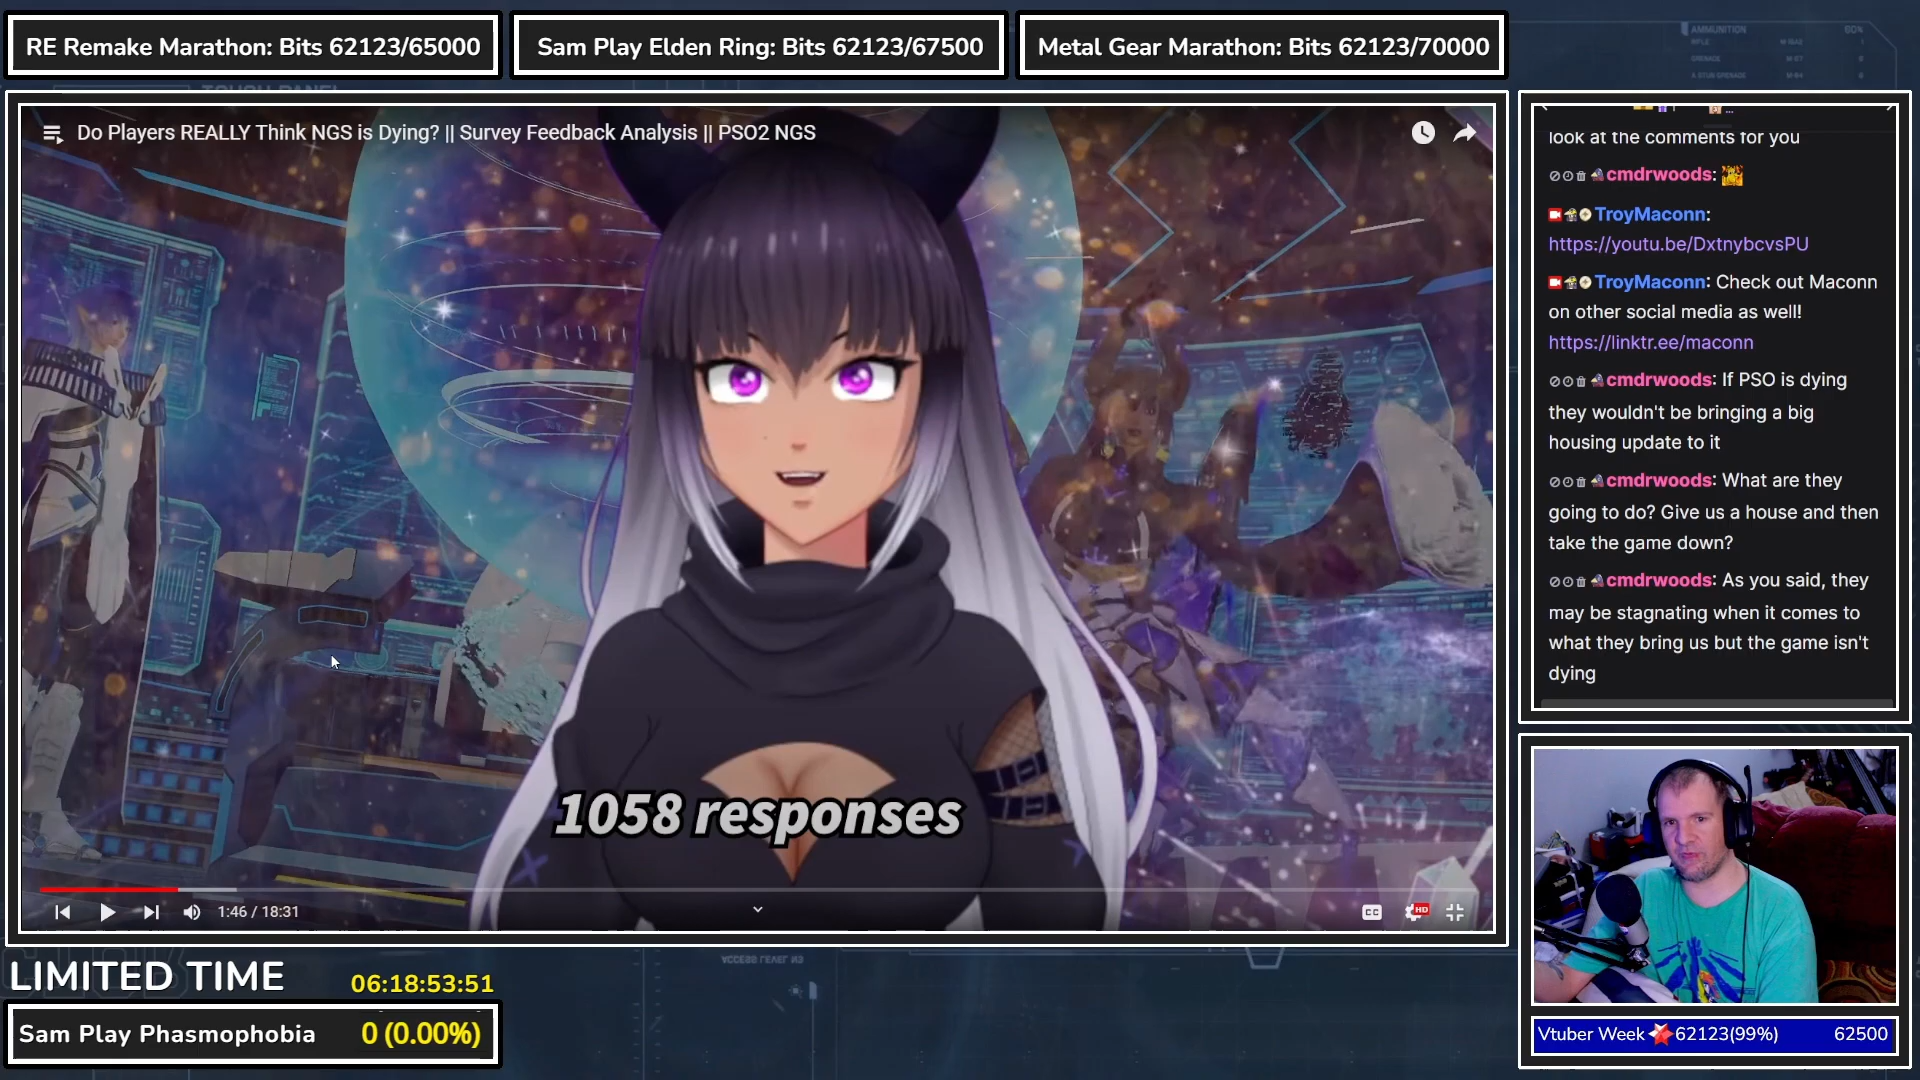 RE Remake Marathon: Bits 62123/65000
Sam Play Elden Ring: Bits 62123/67500
Metal Gear Marathon: Bits 62123/70000
AMMUNITION
Do Players REALLY Think NGS is Dying? || Survey Feedback Analysis || PSO2 NGS
1058 responses
1:46 / 18:31
CC
HD
look at the comments for you
cmdrwoods:
TroyMaconn:
https://youtu.be/DxtnybcvsPU
TroyMaconn: Check out Maconn
on other social media as well!
https://linktr.ee/maconn
cmdrwoods: If PSO is dying
they wouldn't be bringing a big
housing update to it
cmdrwoods: What are they
going to do? Give us a house and then
take the game down?
cmdrwoods: As you said, they
may be stagnating when it comes to
what they bring us but the game isn't
dying
LIMITED TIME
06:18:53:51
Sam Play Phasmophobia 0 (0.00%)
Vtuber Week 62123(99%) 62500